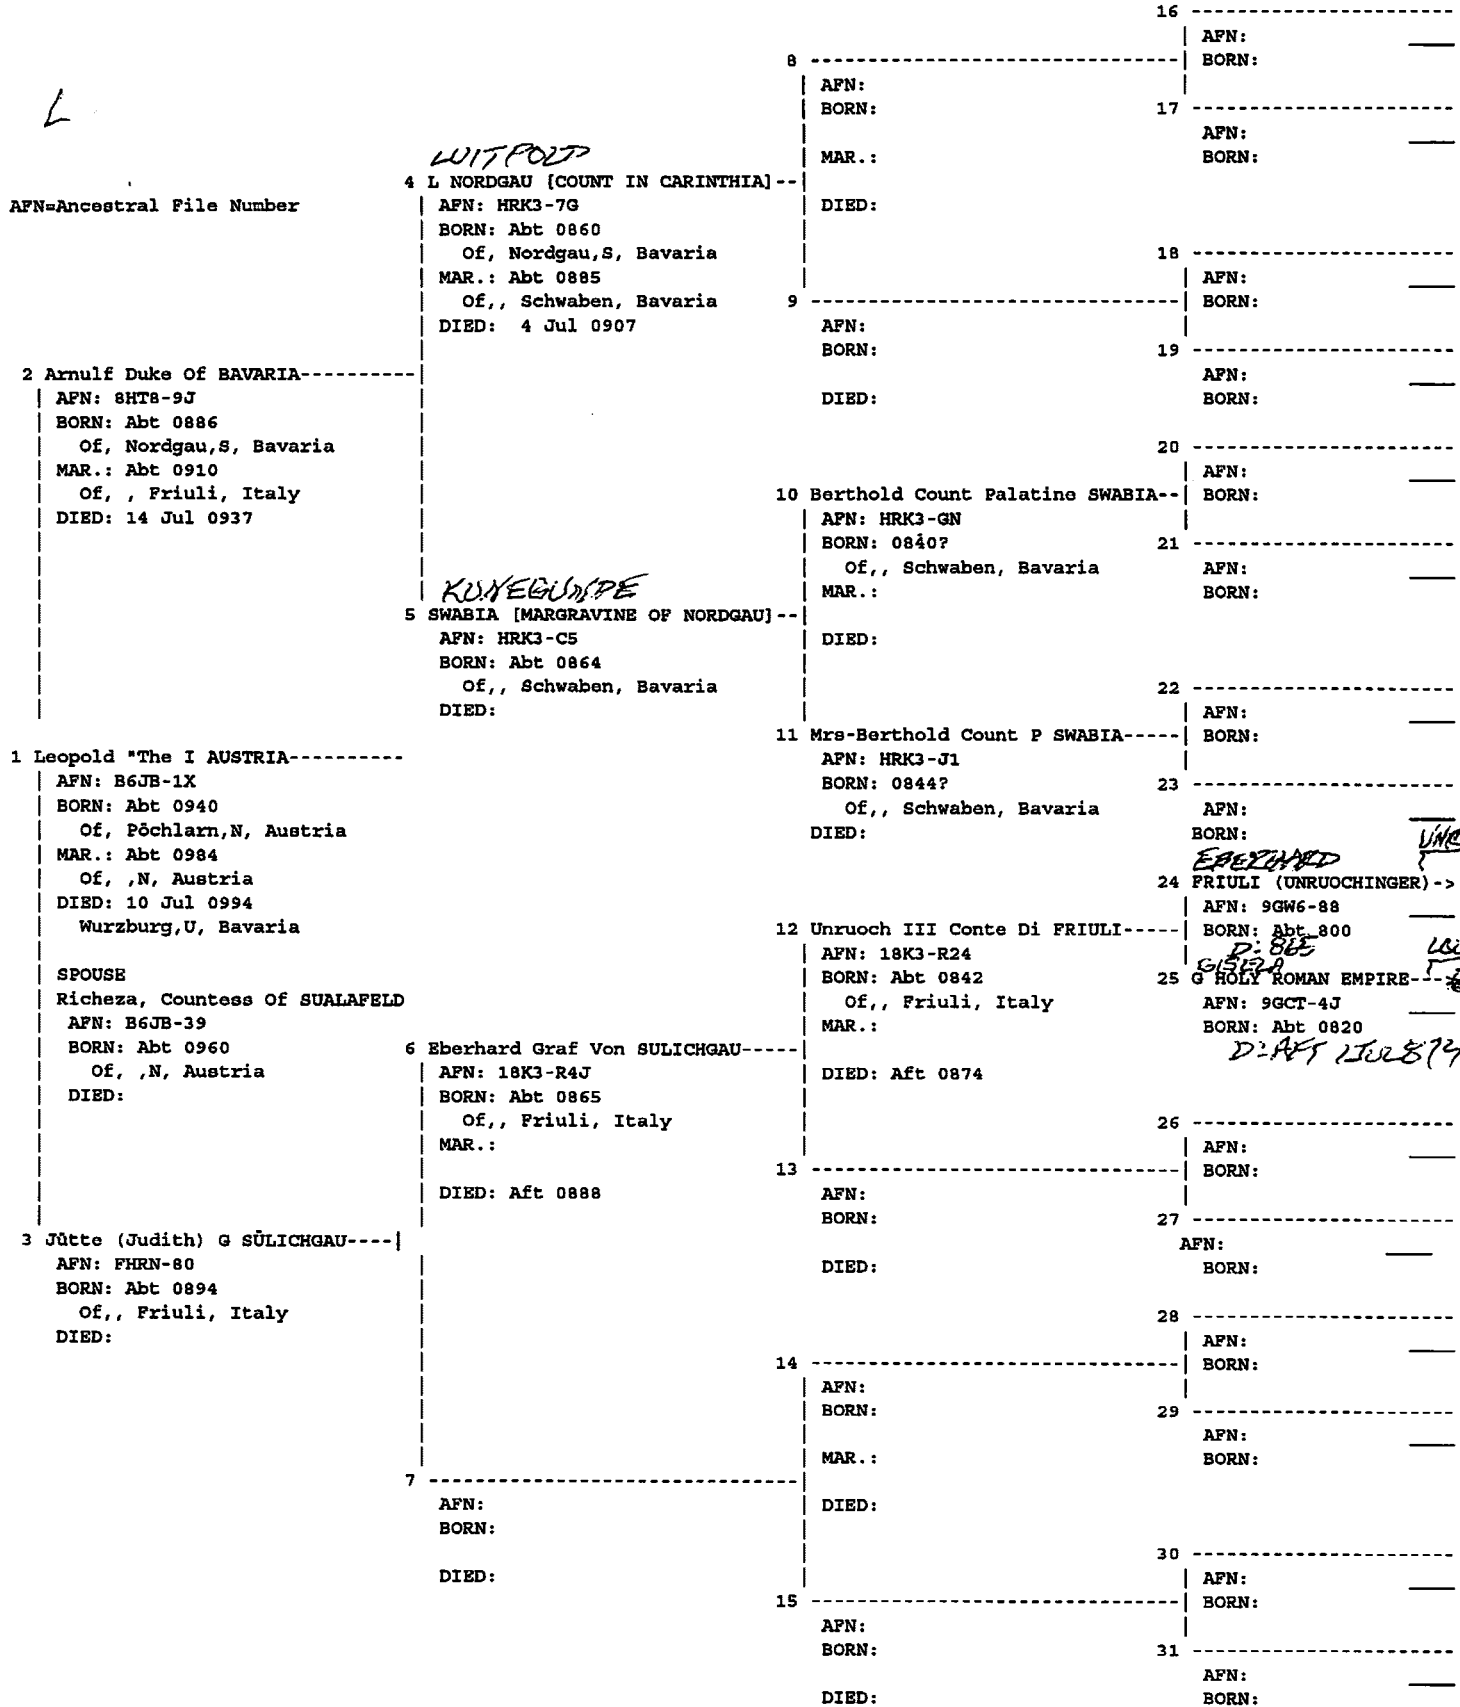 L
AFN=Ancestral File Number
1 Leopold "The I AUSTRIA----------
AFN: B6JB-1X
BORN: Abt 0940
Of, Pöchlarn,N, Austria
MAR.: Abt 0984
Of, ,N, Austria
DIED: 10 Jul 0994
Wurzburg,U, Bavaria
SPOUSE
Richeza, Countess Of SUALAFELD
AFN: B6JB-39
BORN: Abt 0960
Of, ,N, Austria
DIED:
2 Arnulf Duke Of BAVARIA----------
AFN: 8HT8-9J
BORN: Abt 0886
Of, Nordgau,S, Bavaria
MAR.: Abt 0910
Of, , Friuli, Italy
DIED: 14 Jul 0937
3 Jütte (Judith) G SÜLICHGAU----
AFN: FHRN-80
BORN: Abt 0894
Of,, Friuli, Italy
DIED:
LUITPOLD
4 L NORDGAU [COUNT IN CARINTHIA]--
AFN: HRK3-7G
BORN: Abt 0860
Of, Nordgau,S, Bavaria
MAR.: Abt 0885
Of,, Schwaben, Bavaria
DIED: 4 Jul 0907
KUNEGUNDE
5 SWABIA [MARGRAVINE OF NORDGAU]--
AFN: HRK3-C5
BORN: Abt 0864
Of,, Schwaben, Bavaria
DIED:
6 Eberhard Graf Von SULICHGAU-----
AFN: 18K3-R4J
BORN: Abt 0865
Of,, Friuli, Italy
MAR.:
DIED: Aft 0888
7
AFN:
BORN:
DIED:
8
AFN:
BORN:
MAR.:
DIED:
9
AFN:
BORN:
DIED:
10 Berthold Count Palatine SWABIA--
AFN: HRK3-GN
BORN: 0840?
Of,, Schwaben, Bavaria
MAR.:
DIED:
11 Mrs-Berthold Count P SWABIA-----
AFN: HRK3-J1
BORN: 0844?
Of,, Schwaben, Bavaria
DIED:
12 Unruoch III Conte Di FRIULI-----
AFN: 18K3-R24
BORN: Abt 0842
Of,, Friuli, Italy
MAR.:
DIED: Aft 0874
13
AFN:
BORN:
DIED:
14
AFN:
BORN:
MAR.:
DIED:
15
AFN:
BORN:
DIED:
16
AFN:
BORN:
17
AFN:
BORN:
18
AFN:
BORN:
19
AFN:
BORN:
20
AFN:
BORN:
21
AFN:
BORN:
22
AFN:
BORN:
23
AFN:
BORN:
EBERHARD
24 FRIULI (UNRUOCHINGER)->
AFN: 9GW6-88
BORN: Abt 800
GISELA
25 G HOLY ROMAN EMPIRE---
AFN: 9GCT-4J
BORN: Abt 0820
D: AFT 1 JUL 874
26
AFN:
BORN:
27
AFN:
BORN:
28
AFN:
BORN:
29
AFN:
BORN:
30
AFN:
BORN:
31
AFN:
BORN: